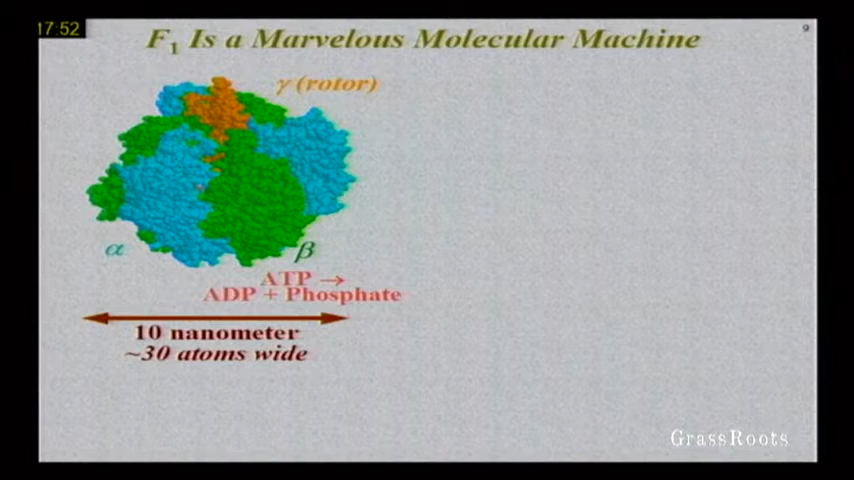 17:52
F₁ Is a Marvelous Molecular Machine
9
γ (rotor)
α
β
ATP →
ADP + Phosphate
10 nanometer
~30 atoms wide
GrassRoots